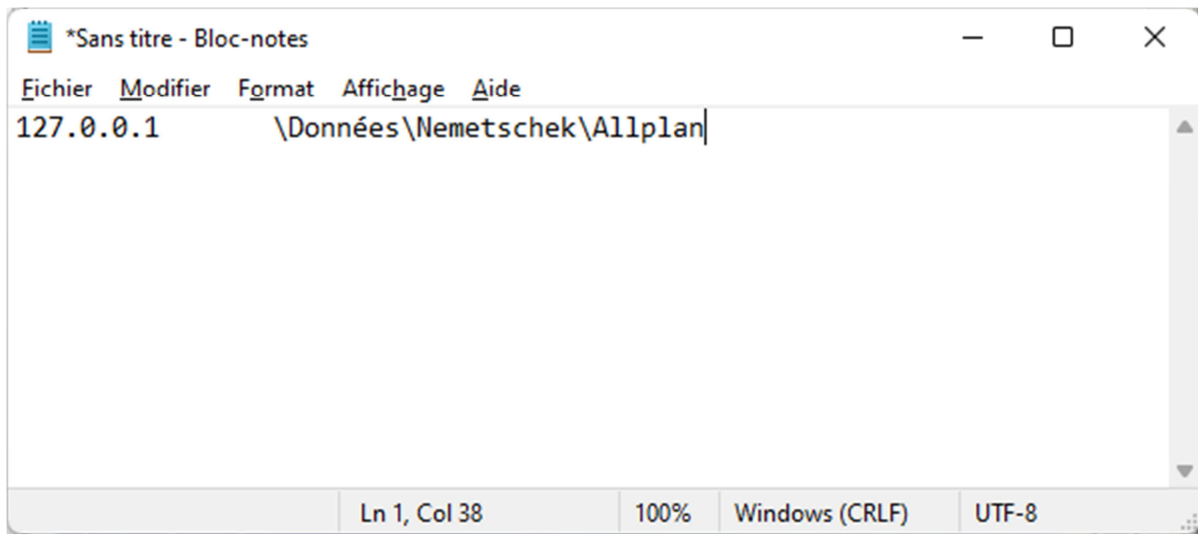 *Sans titre - Bloc-notes
Fichier Modifier Format Affichage Aide
127.0.0.1 \Données\Nemetschek\Allplan
Ln 1, Col 38 100% Windows (CRLF) UTF-8